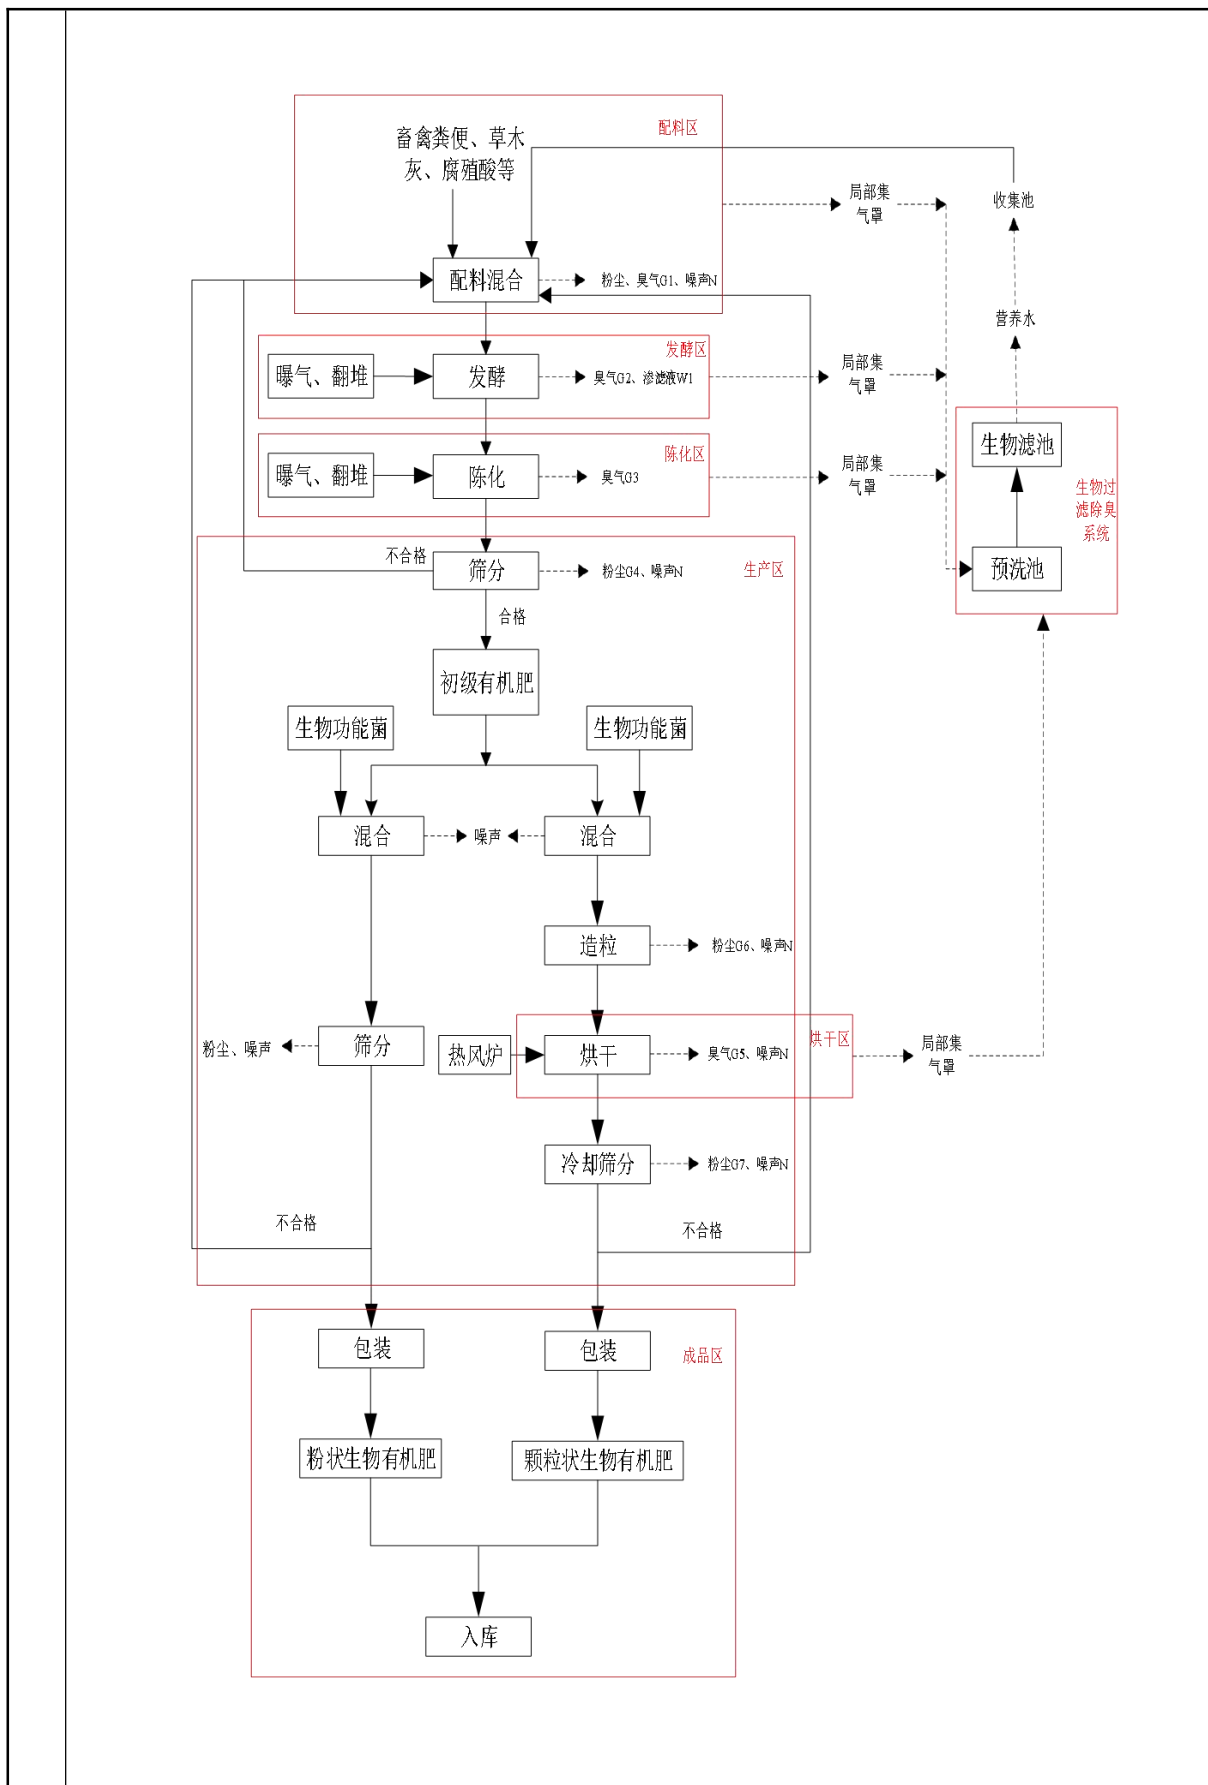 配料区
畜禽粪便、草木
灰、腐殖酸等
局部集
气罩
收集池
配料混合
粉尘、臭气G1、噪声N
营养水
发酵区
曝气、翻堆
发酵
臭气G2、渗滤液W1
局部集
气罩
陈化区
曝气、翻堆
陈化
臭气G3
局部集
气罩
生物滤池
生物过
滤除臭
系统
预洗池
不合格
筛分
粉尘G4、噪声N
生产区
合格
初级有机肥
生物功能菌
生物功能菌
混合
噪声
混合
造粒
粉尘G6、噪声N
粉尘、噪声
筛分
热风炉
烘干
臭气G5、噪声N
烘干区
局部集
气罩
冷却筛分
粉尘G7、噪声N
不合格
不合格
包装
包装
成品区
粉状生物有机肥
颗粒状生物有机肥
入库